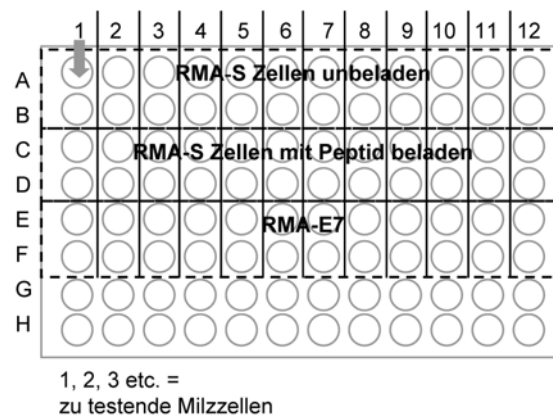 1 2 3 4 5 6 7 8 9 10 11 12
A
RMA-S Zellen unbeladen
B
C
RMA-S Zellen mit Peptid beladen
D
E
RMA-E7
F
G
H
1, 2, 3 etc. =
zu testende Milzzellen